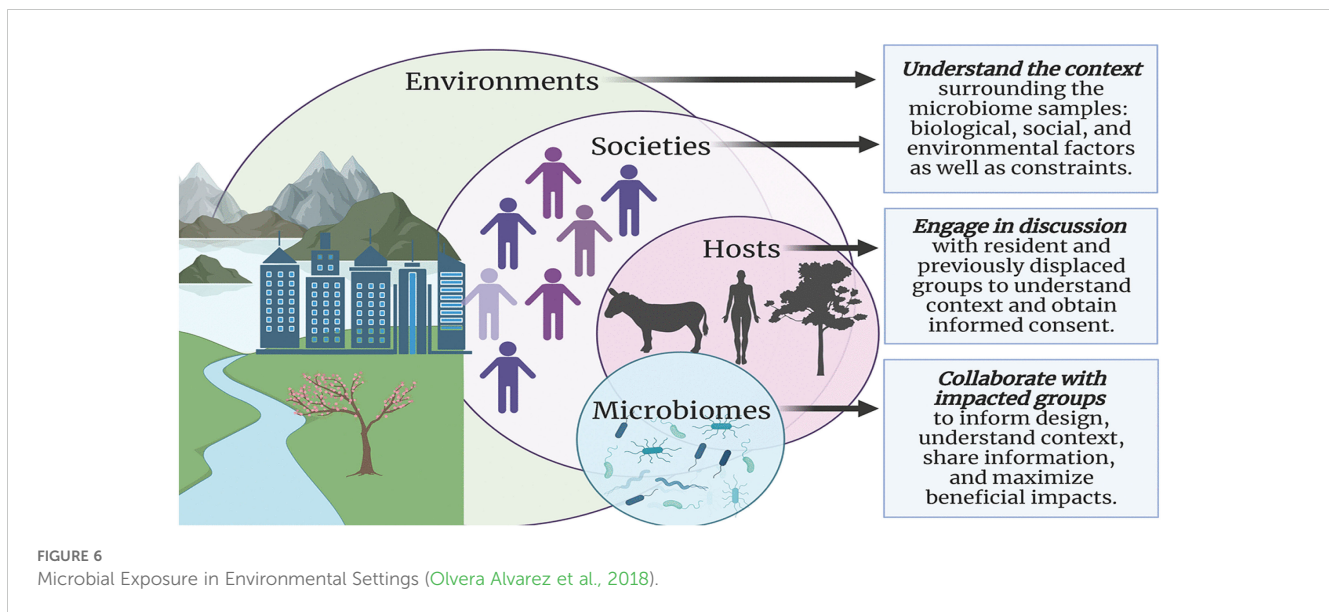 Environments
Societies
Hosts
Microbiomes
Understand the context
surrounding the
microbiome samples:
biological, social, and
environmental factors
as well as constraints.
Engage in discussion
with resident and
previously displaced
groups to understand
context and obtain
informed consent.
Collaborate with
impacted groups
to inform design,
understand context,
share information,
and maximize
beneficial impacts.
FIGURE 6
Microbial Exposure in Environmental Settings (Olvera Alvarez et al., 2018).